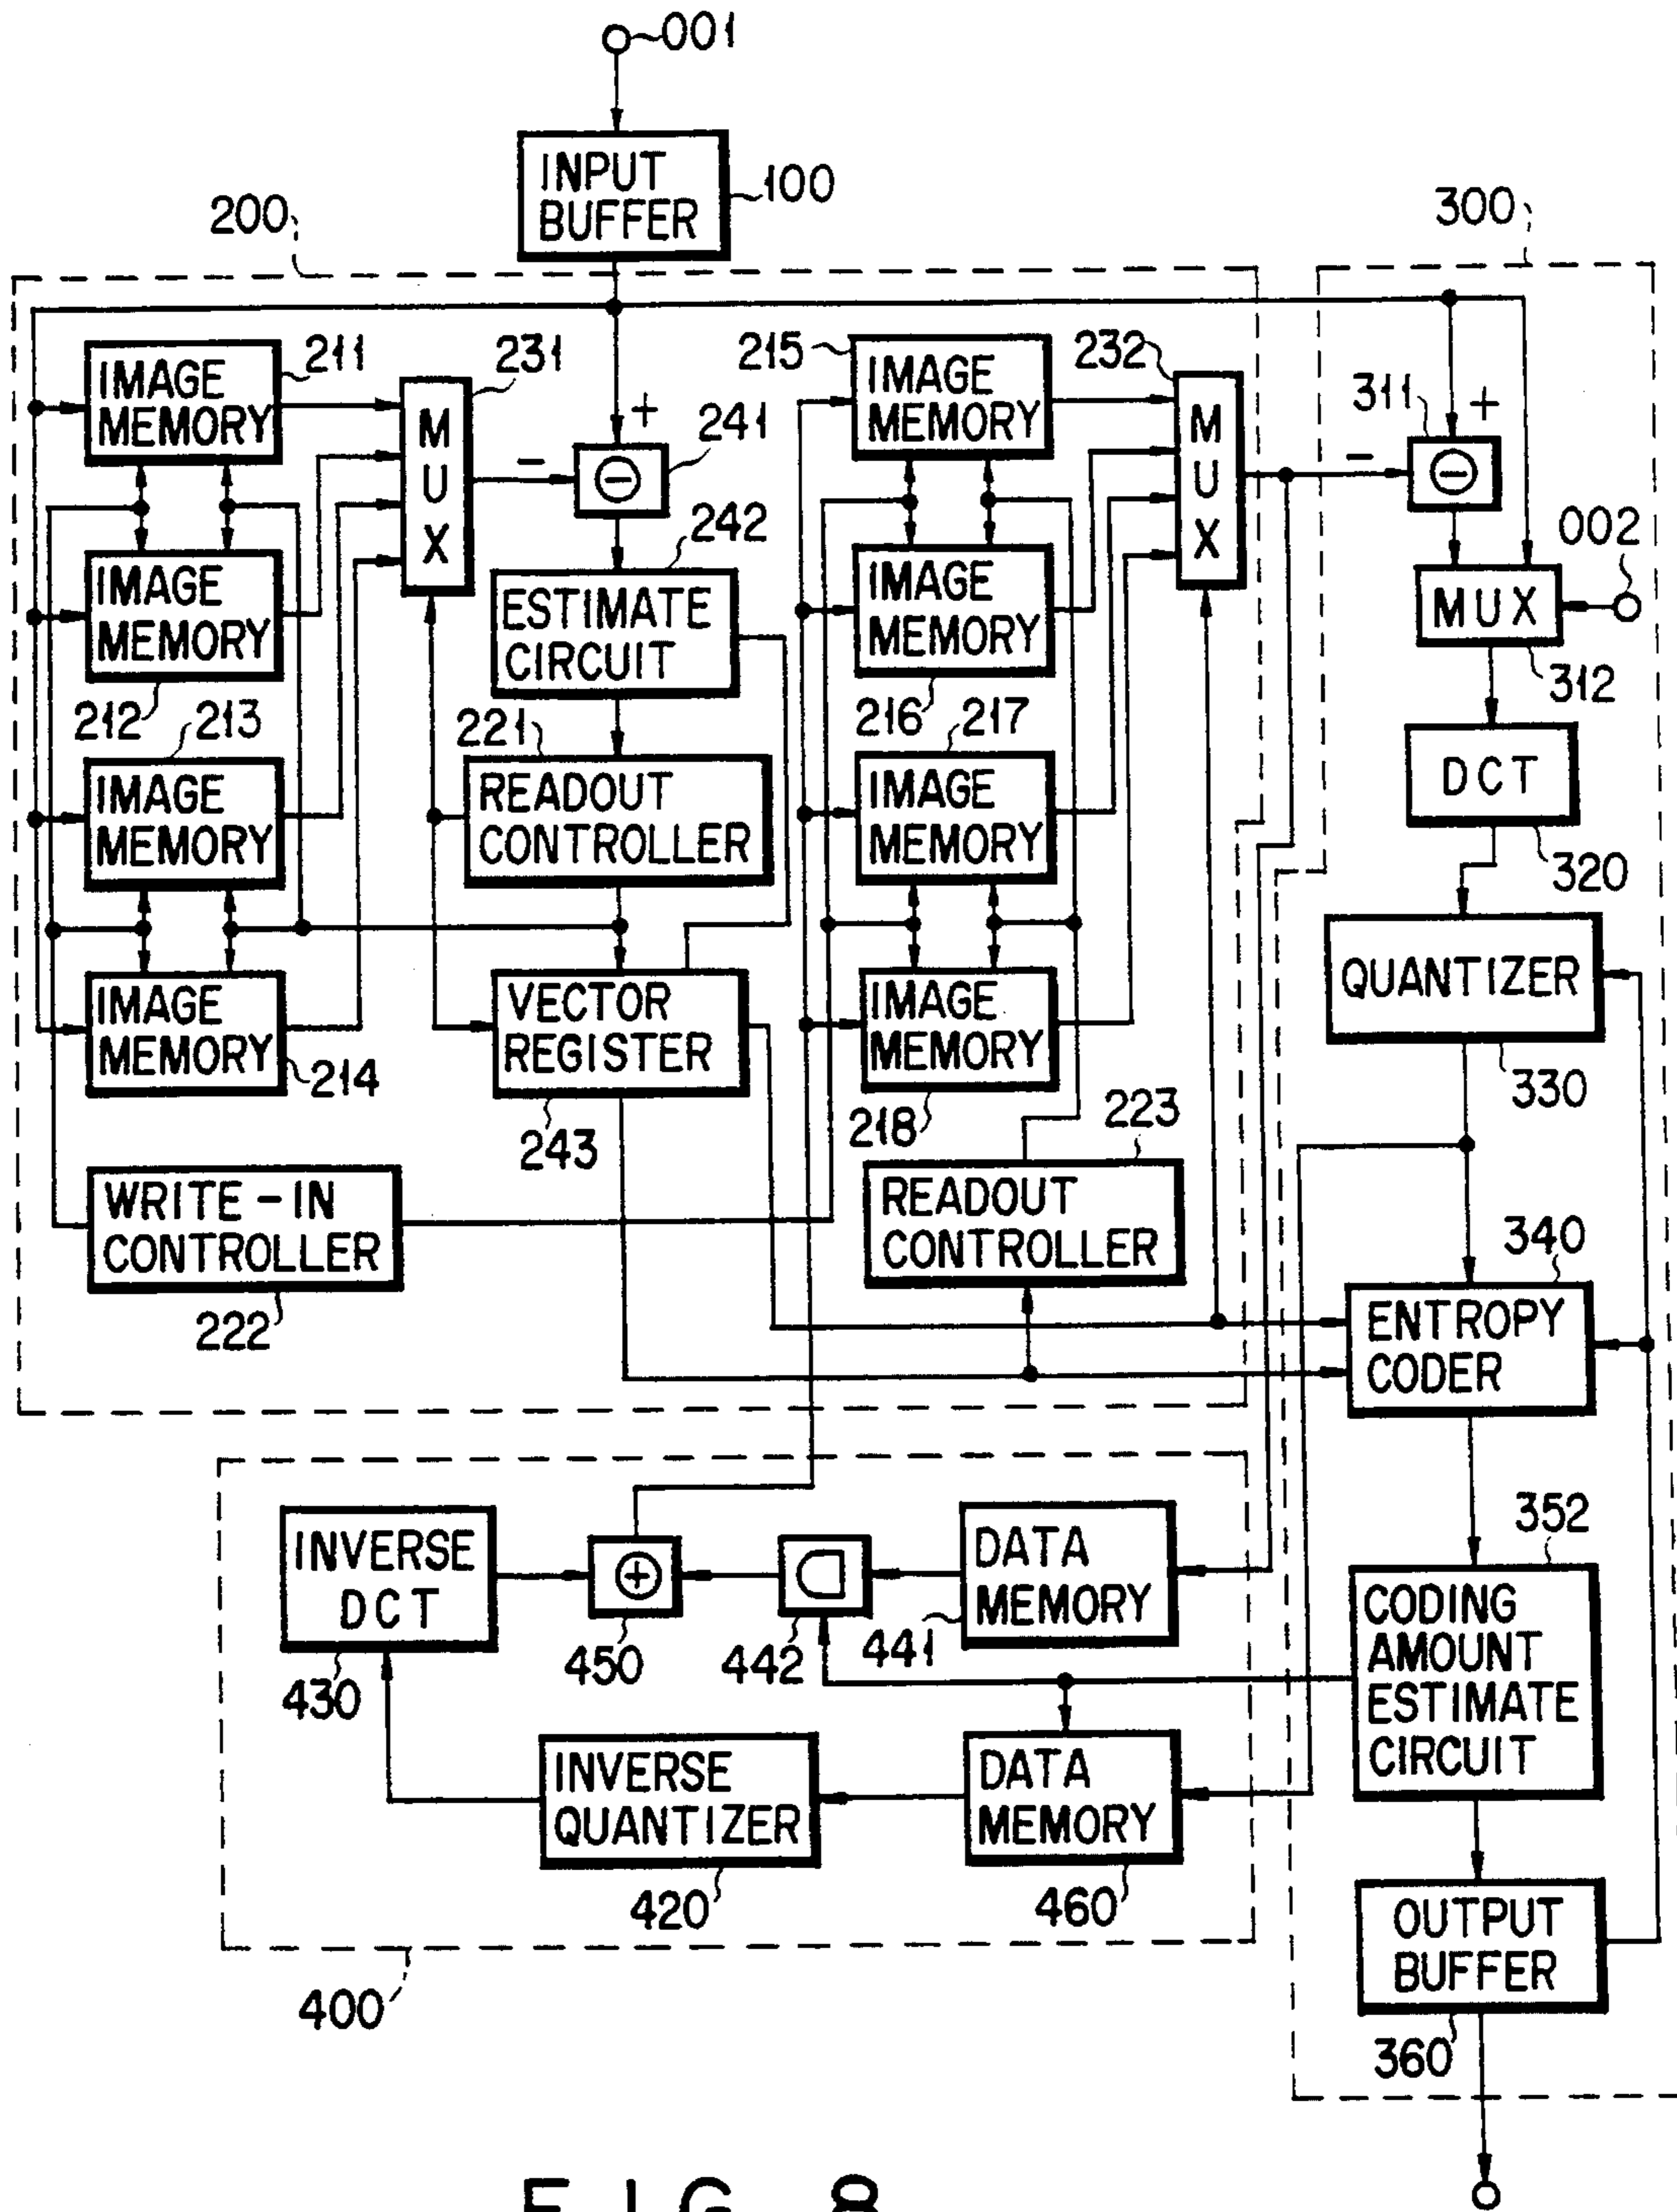 001
INPUT
BUFFER
100
200
300
IMAGE
MEMORY
211
231
MUX
+
241
−
215
IMAGE
MEMORY
232
MUX
311
+
−
002
IMAGE
MEMORY
212
242
ESTIMATE
CIRCUIT
IMAGE
MEMORY
216
MUX
312
213
IMAGE
MEMORY
221
READOUT
CONTROLLER
217
IMAGE
MEMORY
DCT
320
IMAGE
MEMORY
214
VECTOR
REGISTER
243
IMAGE
MEMORY
218
QUANTIZER
330
WRITE-IN
CONTROLLER
222
223
READOUT
CONTROLLER
340
ENTROPY
CODER
INVERSE
DCT
430
+
450
442
DATA
MEMORY
441
352
CODING
AMOUNT
ESTIMATE
CIRCUIT
INVERSE
QUANTIZER
420
DATA
MEMORY
460
400
OUTPUT
BUFFER
360
FIG. 8